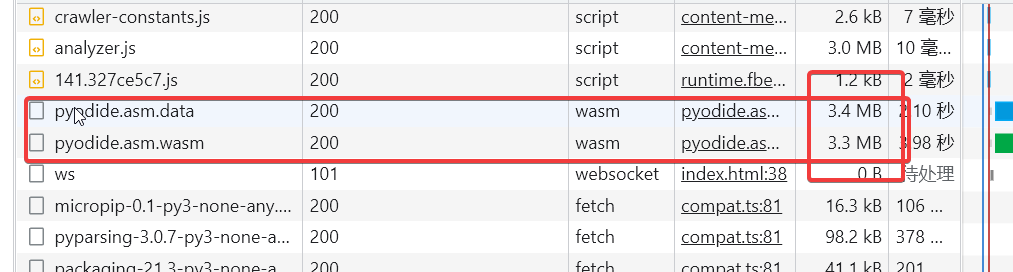 crawler-constants.js 200 script content-me... 2.6 kB 7 毫秒
analyzer.js 200 script content-me... 3.0 MB 10 毫...
141.327ce5c7.js 200 script runtime.fbe... 1.2 kB 2 毫秒
pyodide.asm.data 200 wasm pyodide.as... 3.4 MB 10 秒
pyodide.asm.wasm 200 wasm pyodide.as... 3.3 MB 98 秒
ws 101 websocket index.html:38 0 B 待处理
micropip-0.1-py3-none-any.... 200 fetch compat.ts:81 16.3 kB 106 ...
pyparsing-3.0.7-py3-none-a... 200 fetch compat.ts:81 98.2 kB 378 ...
packaging-21.3-py3-none-a... 200 fetch compat.ts:81 41.1 kB 201